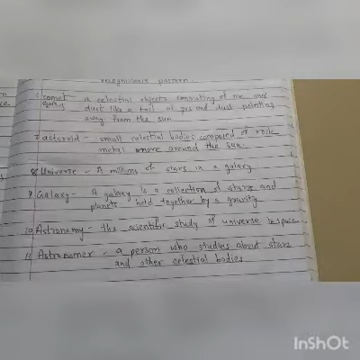 recognizable pattern.
comet a celestial objects consisting of ice and
dust like a tail of gas and dust pointing
away from the sun
7 asteroid - small celestial bodies composed of rock
metal move around the sun.
8 Universe - A millions of stars in a galaxy.
9 Galaxy - A galaxy is a collection of stars and
planets held together by a gravity
10 Astronomy - the scientific study of universe
11 Astronomer - a person who studies about stars
and other celestial bodies
InShOt